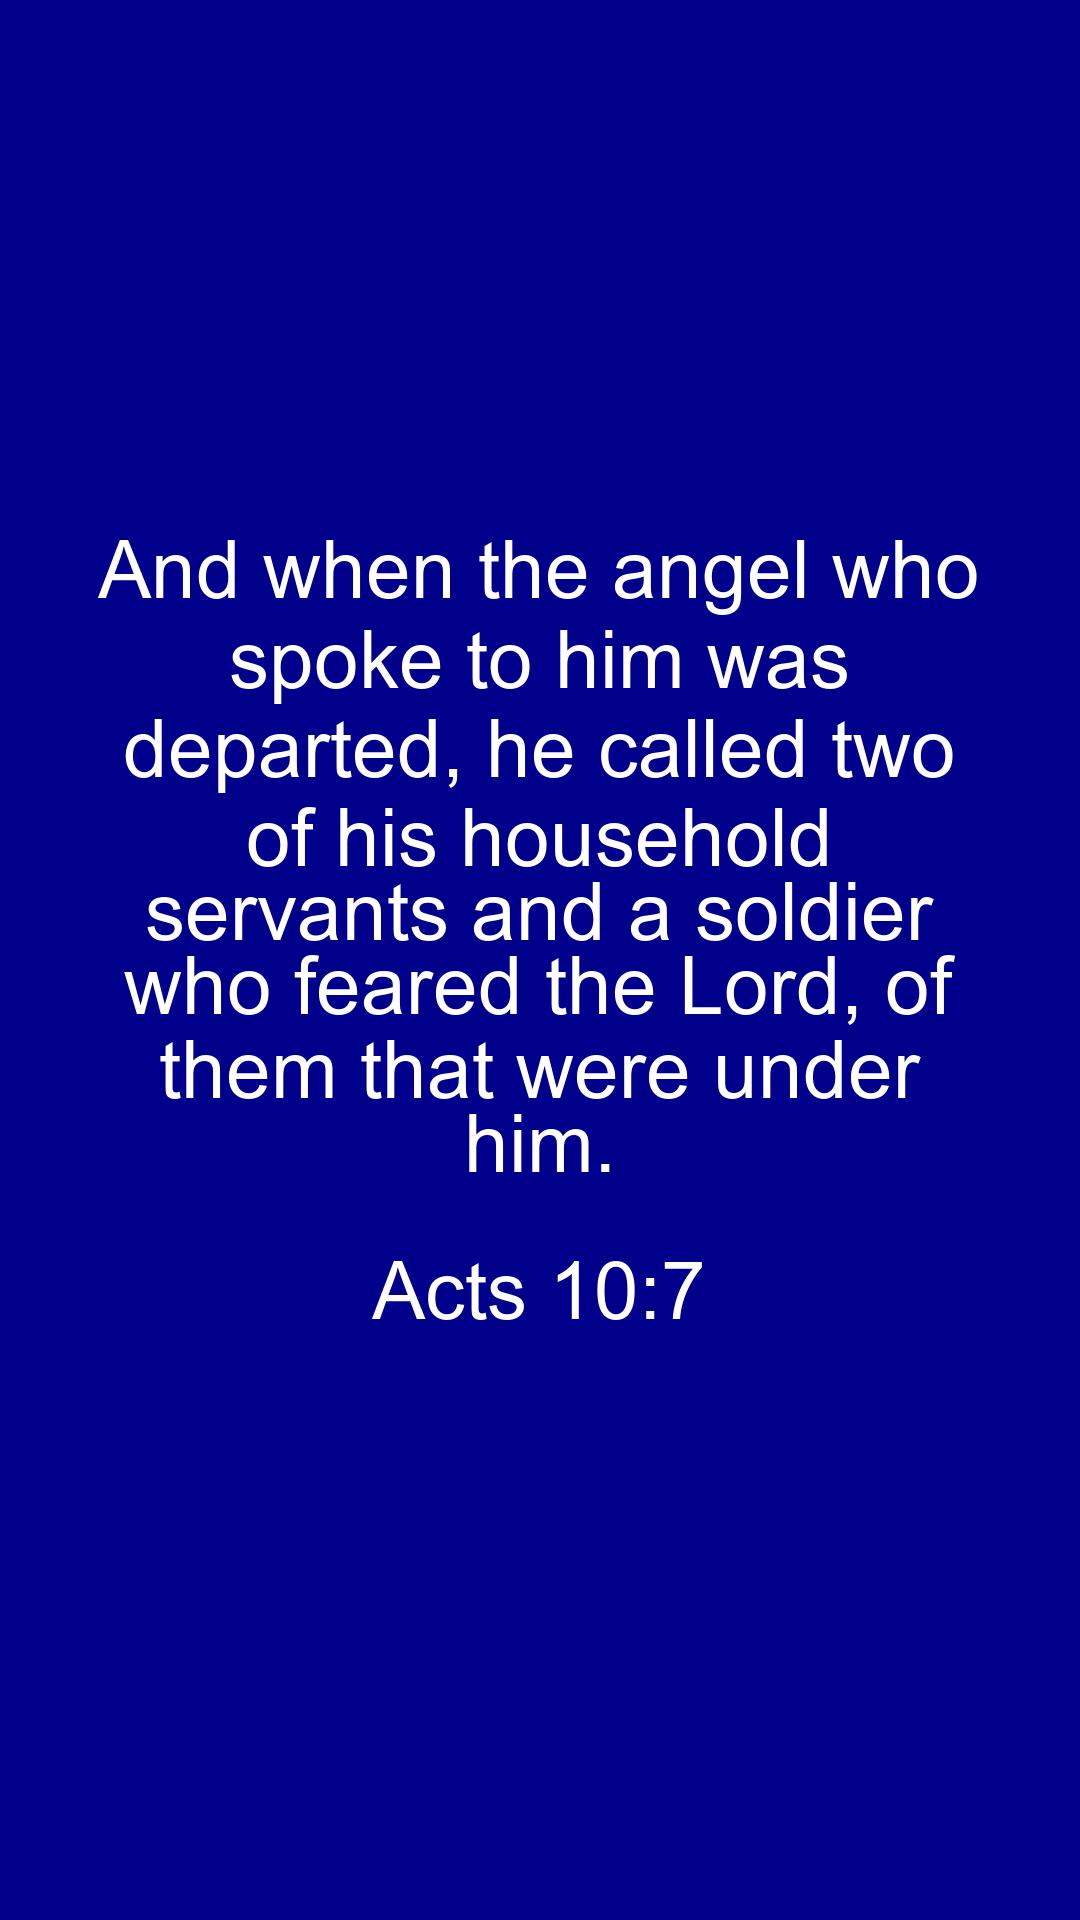 And when the angel who
spoke to him was
departed, he called two
of his household
servants and a soldier
who feared the Lord, of
them that were under
him.
Acts 10:7